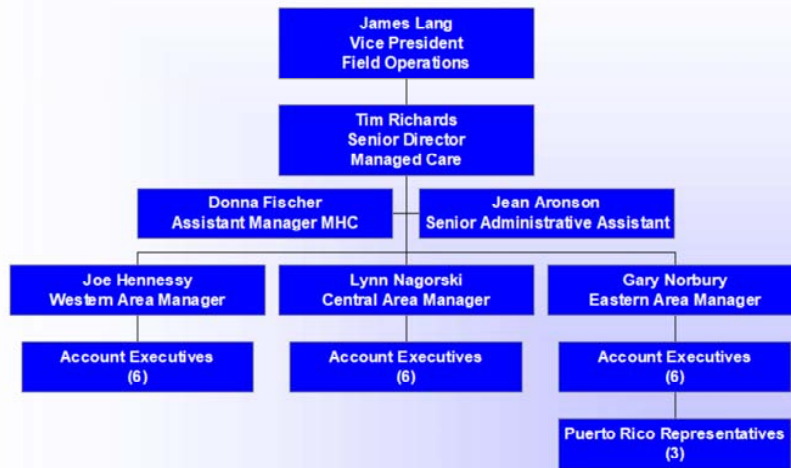 James Lang
Vice President
Field Operations
Tim Richards
Senior Director
Managed Care
Donna Fischer
Assistant Manager MHC
Jean Aronson
Senior Administrative Assistant
Joe Hennessy
Western Area Manager
Lynn Nagorski
Central Area Manager
Gary Norbury
Eastern Area Manager
Account Executives
(6)
Account Executives
(6)
Account Executives
(6)
Puerto Rico Representatives
(3)